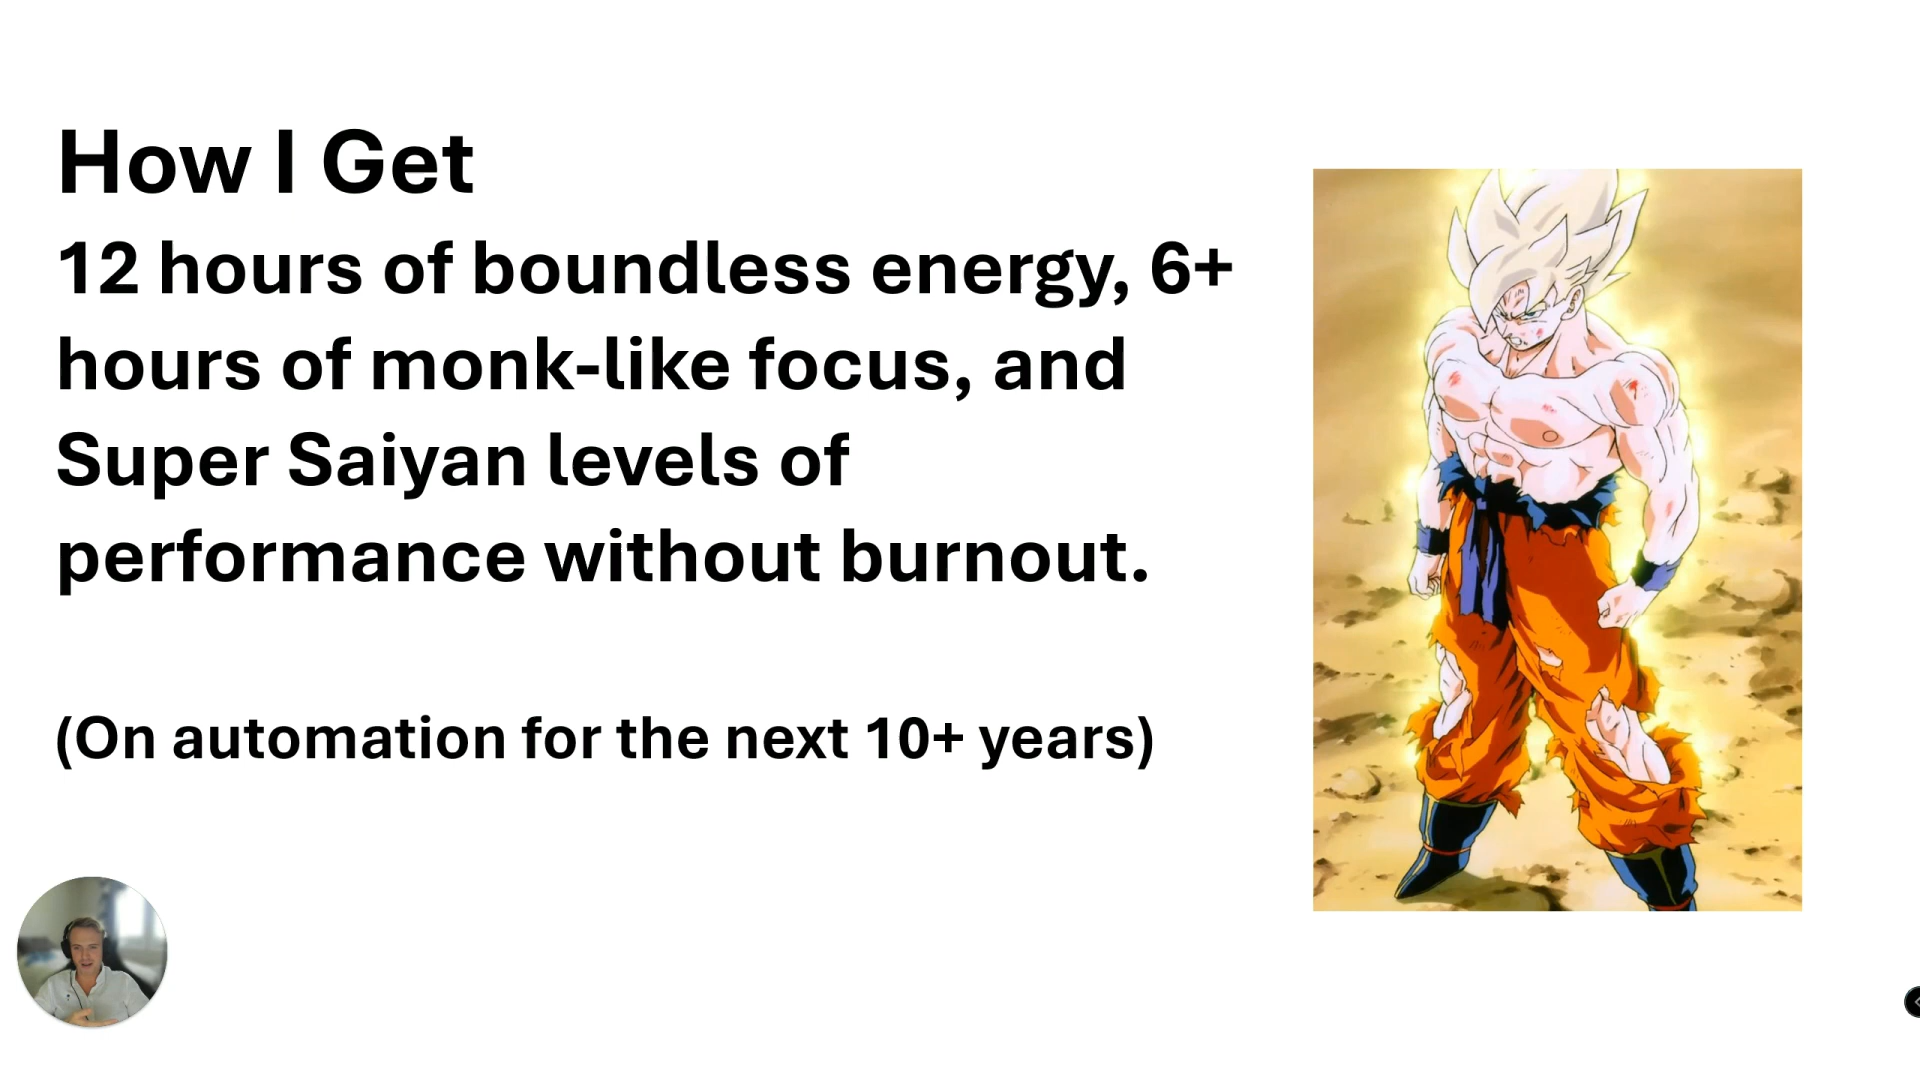 How I Get
12 hours of boundless energy, 6+
hours of monk-like focus, and
Super Saiyan levels of
performance without burnout.
(On automation for the next 10+ years)